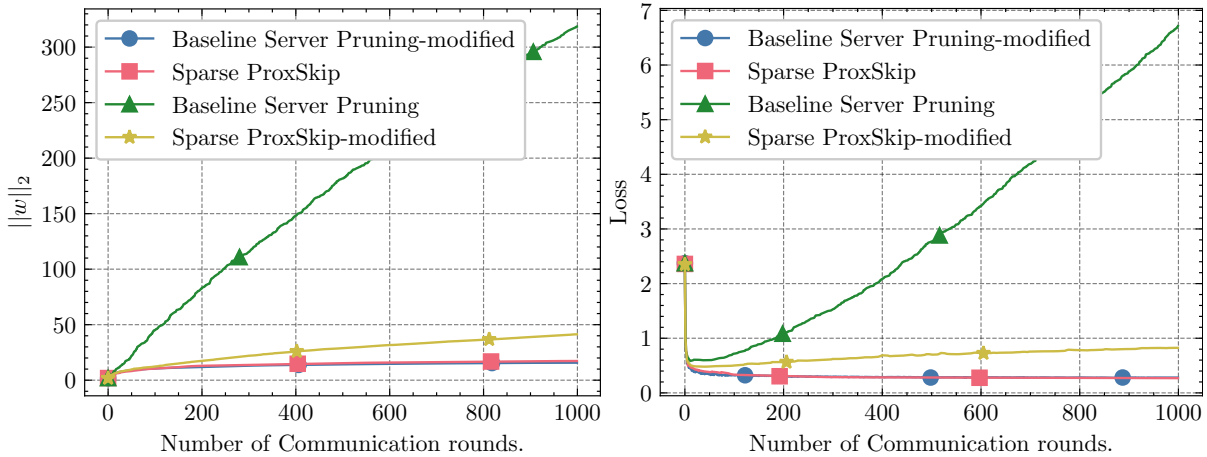 300
250
200
150
100
50
0
||w||₂
Baseline Server Pruning-modified
Sparse ProxSkip
Baseline Server Pruning
Sparse ProxSkip-modified
0 200 400 600 800 1000
Number of Communication rounds.
7
6
5
4
3
2
1
0
Loss
Baseline Server Pruning-modified
Sparse ProxSkip
Baseline Server Pruning
Sparse ProxSkip-modified
0 200 400 600 800 1000
Number of Communication rounds.